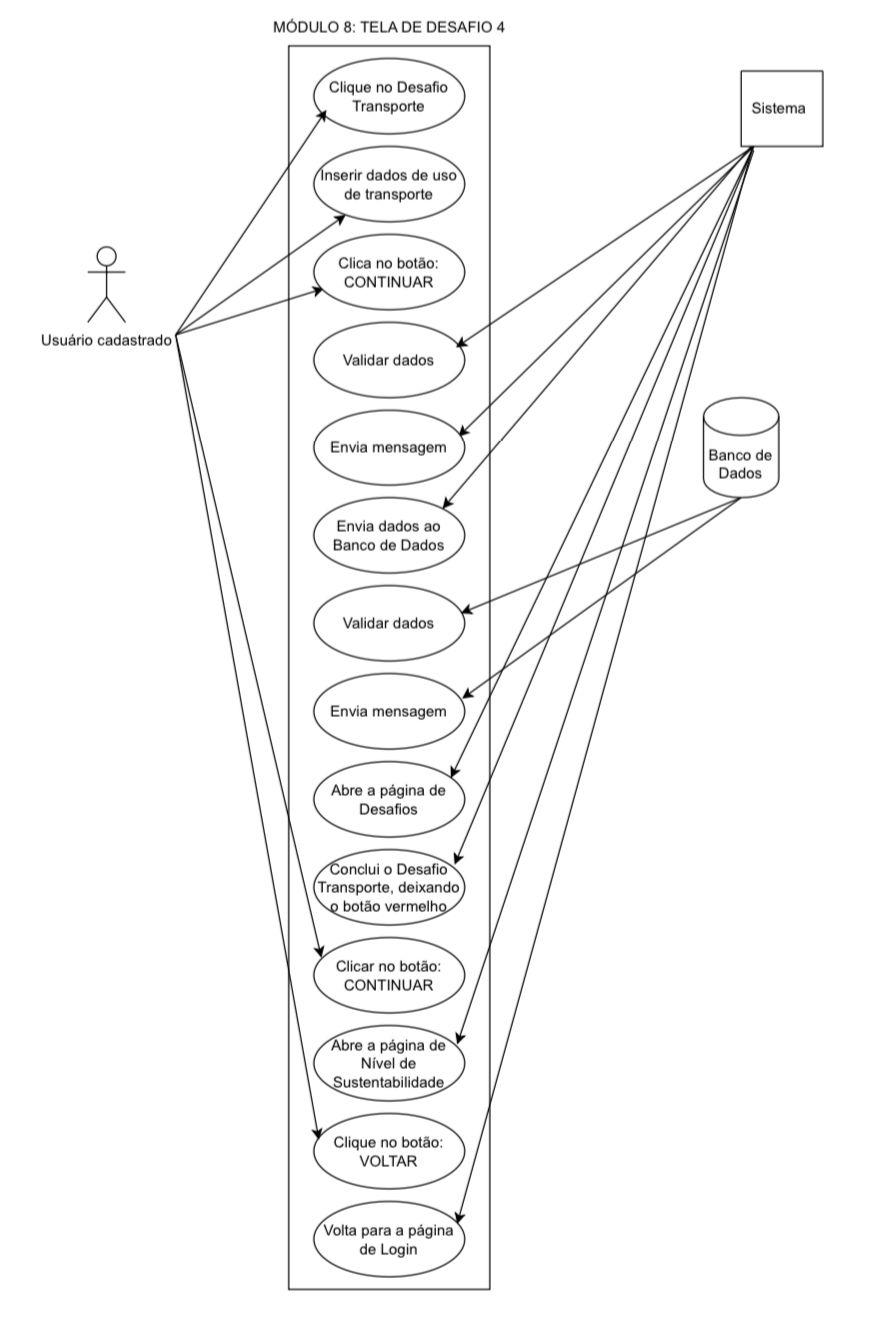 MÓDULO 8: TELA DE DESAFIO 4
Clique no Desafio
Transporte
Sistema
Inserir dados de uso
de transporte
Clica no botão:
CONTINUAR
Usuário cadastrado
Validar dados
Envia mensagem
Banco de
Dados
Envia dados ao
Banco de Dados
Validar dados
Envia mensagem
Abre a página de
Desafios
Conclui o Desafio
Transporte, deixando
o botão vermelho
Clicar no botão:
CONTINUAR
Abre a página de
Nível de
Sustentabilidade
Clique no botão:
VOLTAR
Volta para a página
de Login